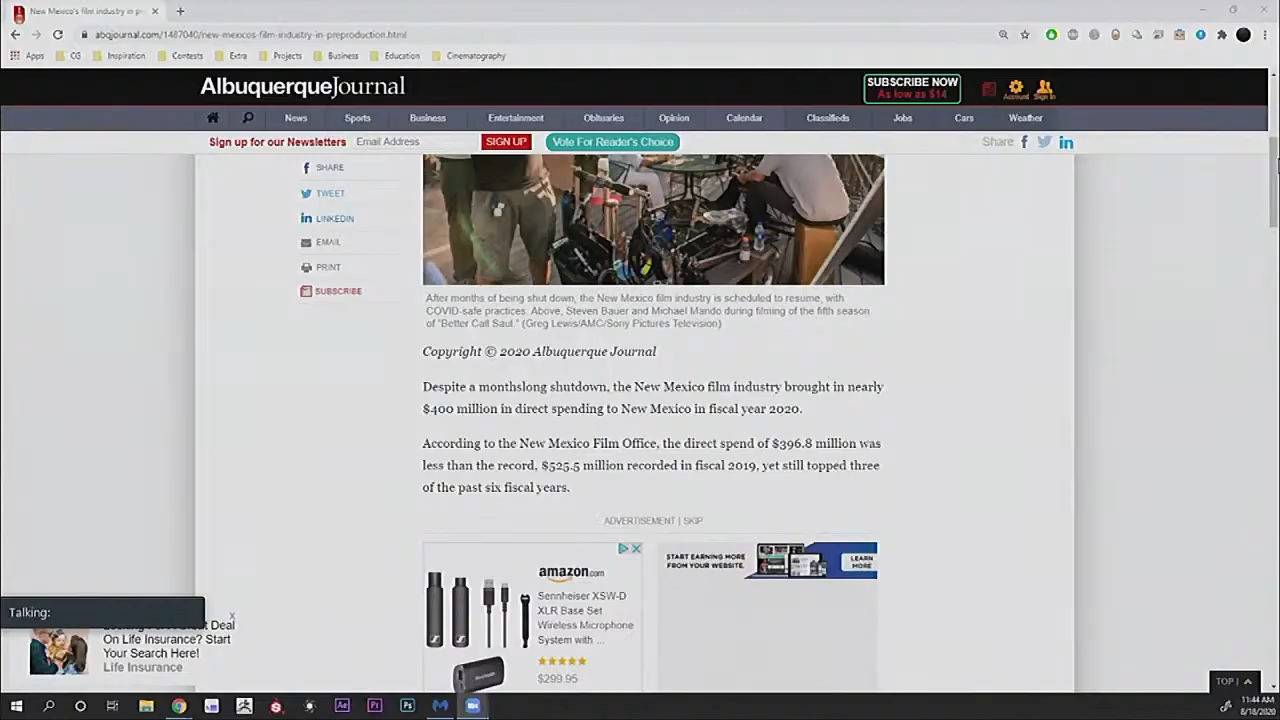 New Mexico's film industry in pr
abqjournal.com/1487040/new-mexicos-film-industry-in-preproduction.html
Apps CG Inspiration Contests Extra Projects Business Education Cinematography
AlbuquerqueJournal
SUBSCRIBE NOW
As low as $14
Account Sign In
News Sports Business Entertainment Obituaries Opinion Calendar Classifieds Jobs Cars Weather
Sign up for our Newsletters Email Address SIGN UP Vote For Reader's Choice Share
SHARE
TWEET
LINKEDIN
EMAIL
PRINT
SUBSCRIBE
After months of being shut down, the New Mexico film industry is scheduled to resume, with
COVID-safe practices. Above, Steven Bauer and Michael Mando during filming of the fifth season
of "Better Call Saul." (Greg Lewis/AMC/Sony Pictures Television)
Copyright © 2020 Albuquerque Journal
Despite a monthslong shutdown, the New Mexico film industry brought in nearly
$400 million in direct spending to New Mexico in fiscal year 2020.
According to the New Mexico Film Office, the direct spend of $396.8 million was
less than the record, $525.5 million recorded in fiscal 2019, yet still topped three
of the past six fiscal years.
ADVERTISEMENT | SKIP
amazon.com
Sennheiser XSW-D
XLR Base Set
Wireless Microphone
System with ...
$299.95
START EARNING MORE
FROM YOUR WEBSITE.
LEARN
MORE
Talking:
Deal
On Life Insurance? Start
Your Search Here!
Life Insurance
TOP |
Ae Pr Ps
11:44 AM
8/18/2020